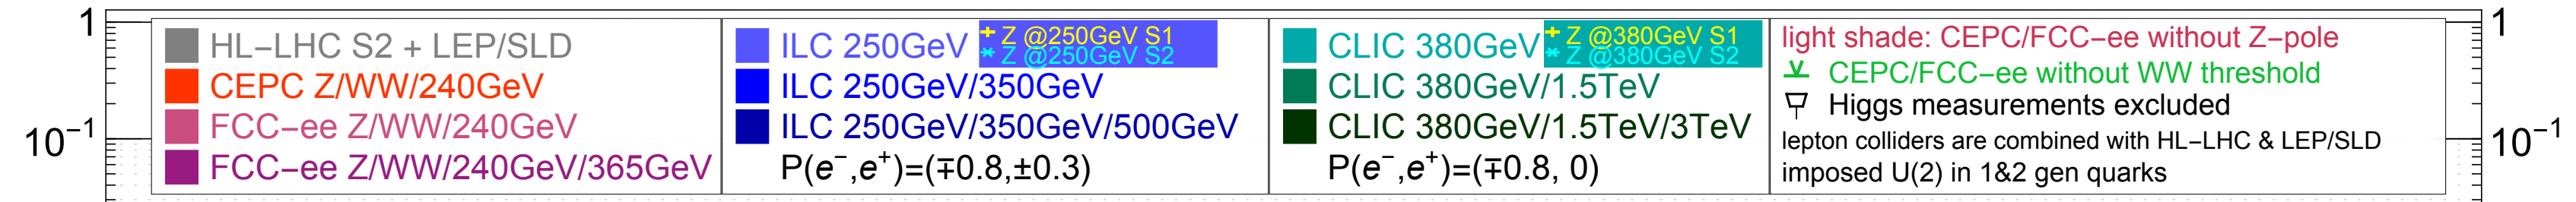 1
10⁻¹
HL−LHC S2 + LEP/SLD
CEPC Z/WW/240GeV
FCC−ee Z/WW/240GeV
FCC−ee Z/WW/240GeV/365GeV
ILC 250GeV
+ Z @250GeV S1
* Z @250GeV S2
ILC 250GeV/350GeV
ILC 250GeV/350GeV/500GeV
P(e⁻,e⁺)=(∓0.8,±0.3)
CLIC 380GeV
+ Z @380GeV S1
* Z @380GeV S2
CLIC 380GeV/1.5TeV
CLIC 380GeV/1.5TeV/3TeV
P(e⁻,e⁺)=(∓0.8, 0)
light shade: CEPC/FCC−ee without Z−pole
CEPC/FCC−ee without WW threshold
Higgs measurements excluded
lepton colliders are combined with HL−LHC & LEP/SLD
imposed U(2) in 1&2 gen quarks
1
10⁻¹